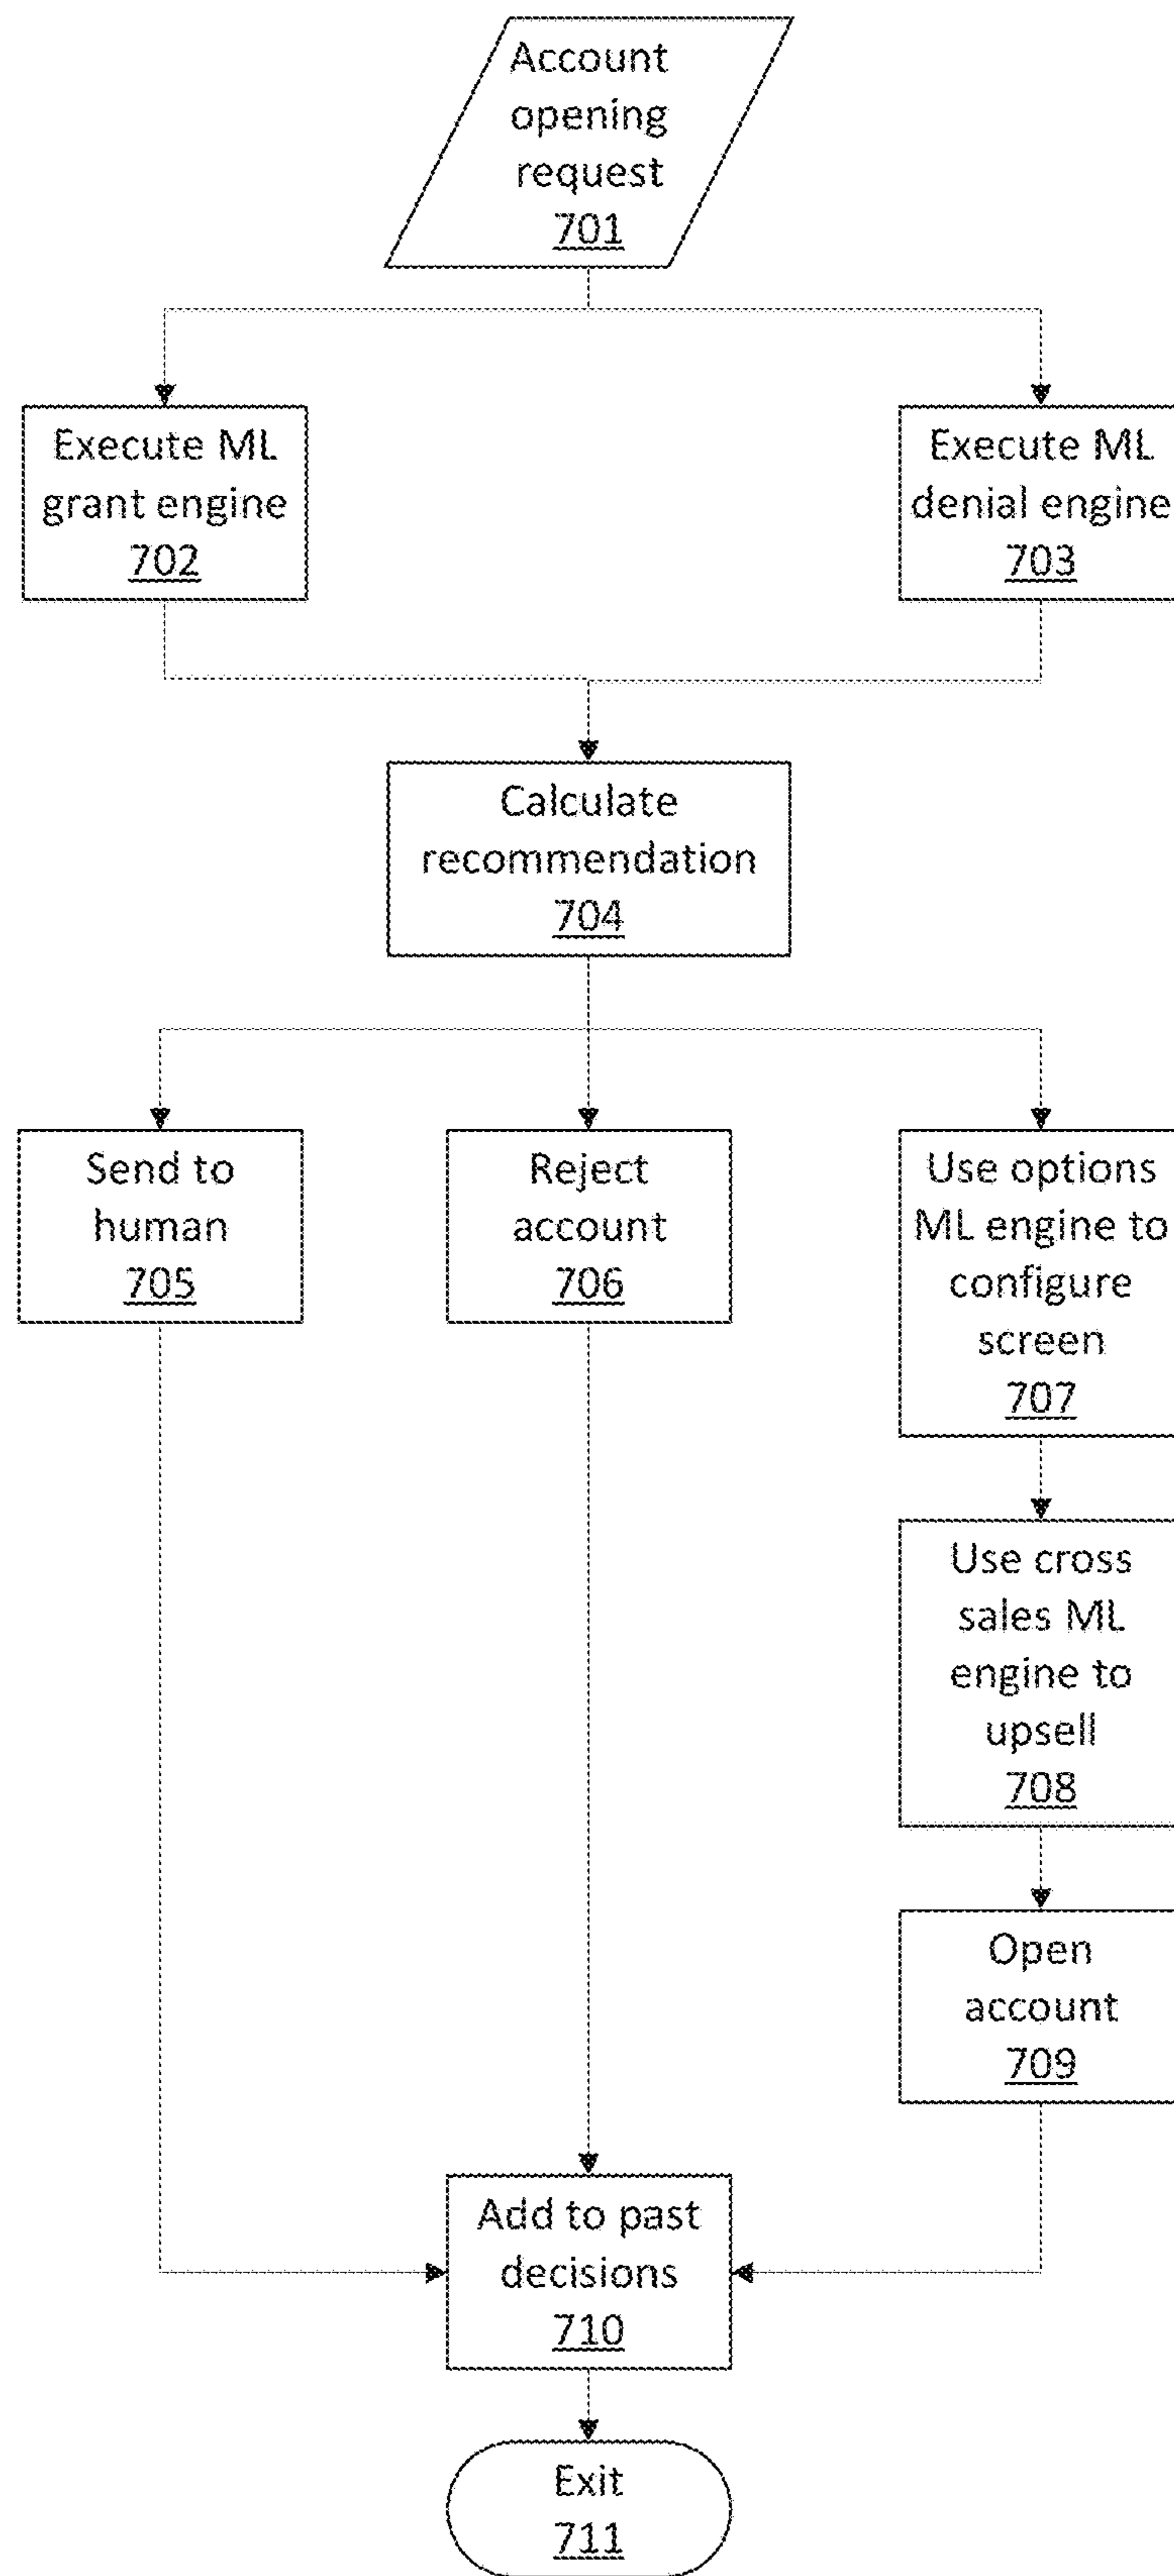 Account
opening
request
701
Execute ML
grant engine
702
Execute ML
denial engine
703
Calculate
recommendation
704
Send to
human
705
Reject
account
706
Use options
ML engine to
configure
screen
707
Use cross
sales ML
engine to
upsell
708
Open
account
709
Add to past
decisions
710
Exit
711